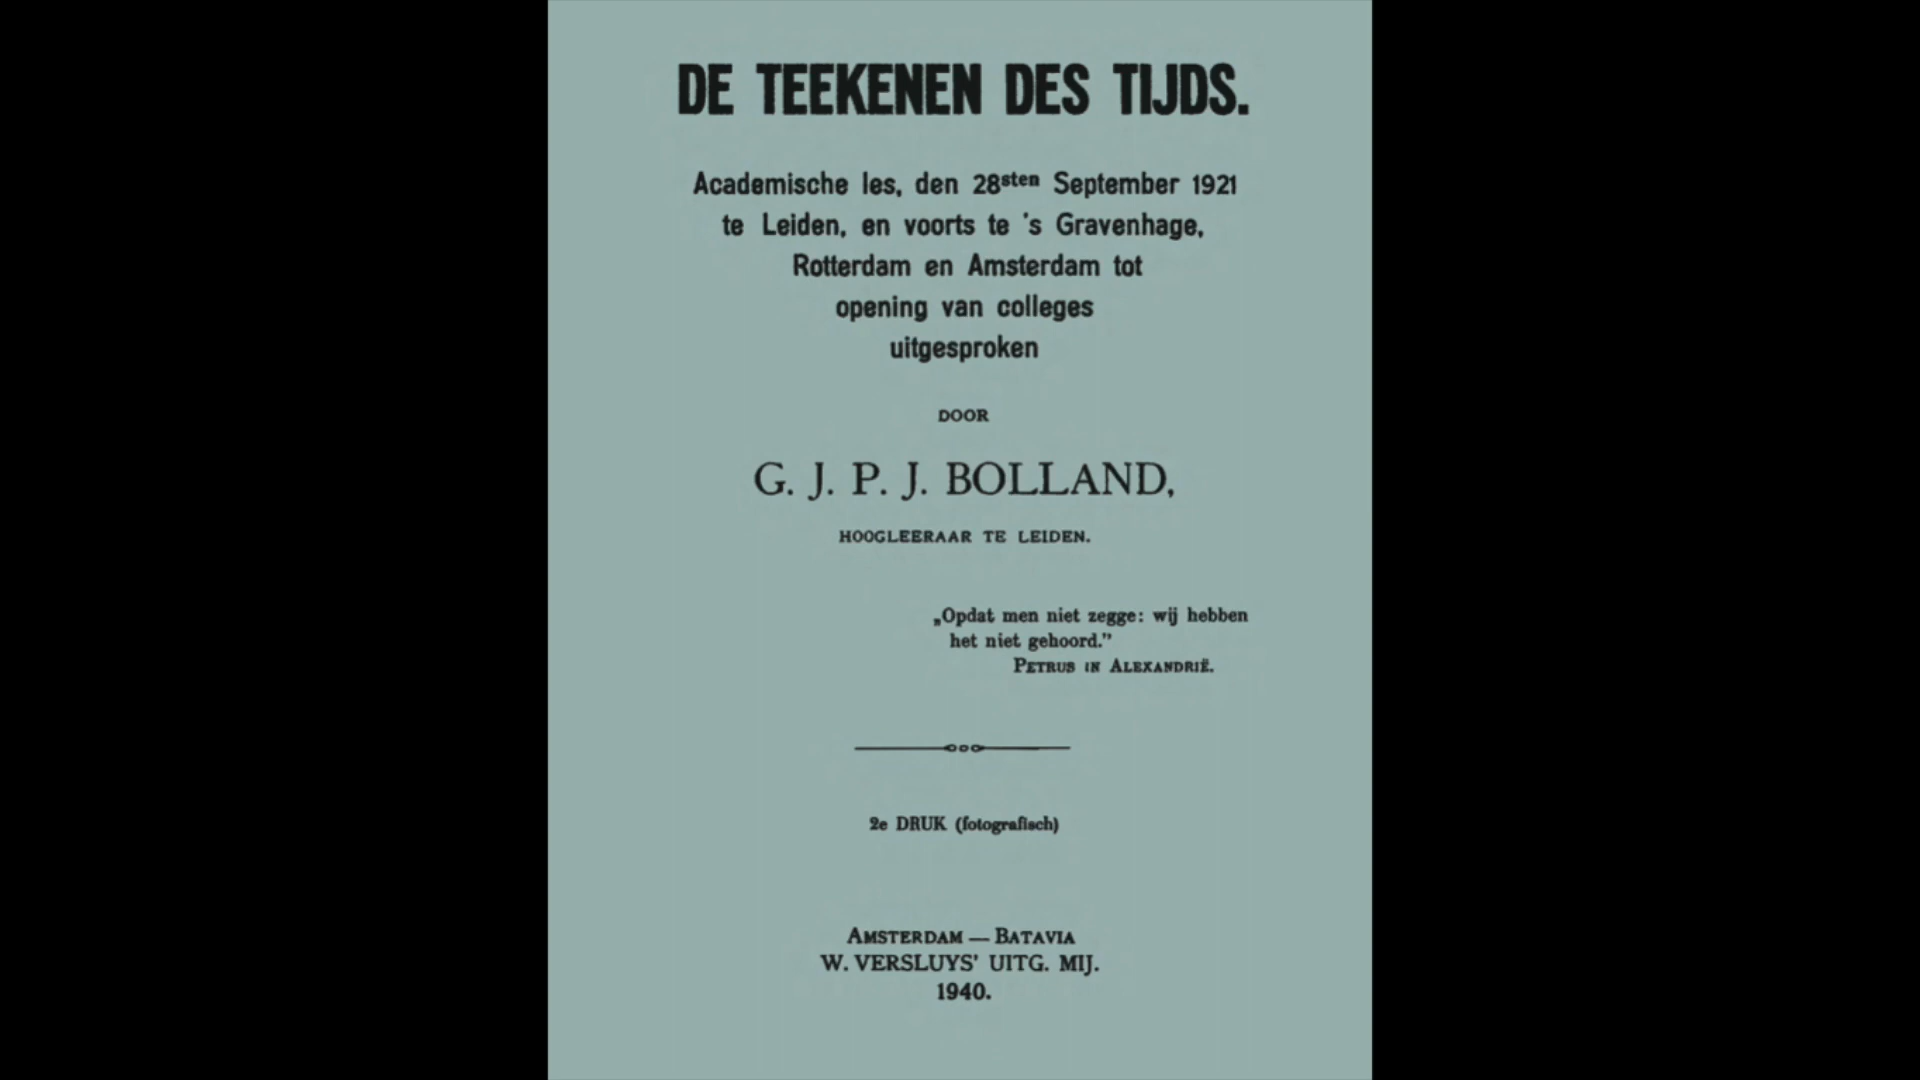 DE TEEKENEN DES TIJDS.
Academische les, den 28sten September 1921
te Leiden, en voorts te 's Gravenhage,
Rotterdam en Amsterdam tot
opening van colleges
uitgesproken
DOOR
G. J. P. J. BOLLAND,
HOOGLEERAAR TE LEIDEN.
„Opdat men niet zegge: wij hebben
het niet gehoord.”
PETRUS IN ALEXANDRIË.
2e DRUK (fotografisch)
AMSTERDAM — BATAVIA
W. VERSLUYS' UITG. MIJ.
1940.